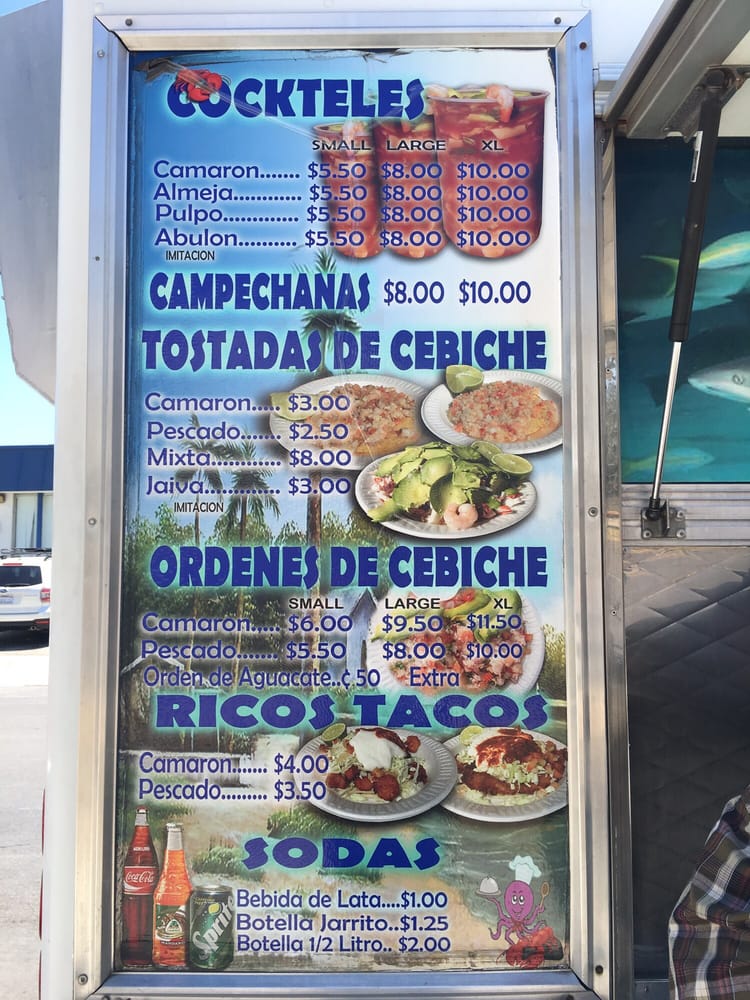 COCKTELES
SMALL LARGE XL
Camaron....... $5.50 $8.00 $10.00
Almeja............ $5.50 $8.00 $10.00
Pulpo.............. $5.50 $8.00 $10.00
Abulon........... $5.50 $8.00 $10.00
IMITACION
CAMPECHANAS $8.00 $10.00
TOSTADAS DE CEBICHE
Camaron..... $3.00
Pescado....... $2.50
Mixta............ $8.00
Jaiva............. $3.00
IMITACION
ORDENES DE CEBICHE
SMALL LARGE XL
Camaron..... $6.00 $9.50 $11.50
Pescado....... $5.50 $8.00 $10.00
Orden de Aguacate..¢ 50 Extra
RICOS TACOS
Camaron....... $4.00
Pescado......... $3.50
SODAS
Bebida de Lata....$1.00
Botella Jarrito..$1.25
Botella 1/2 Litro.. $2.00
Coca-Cola
Sprite